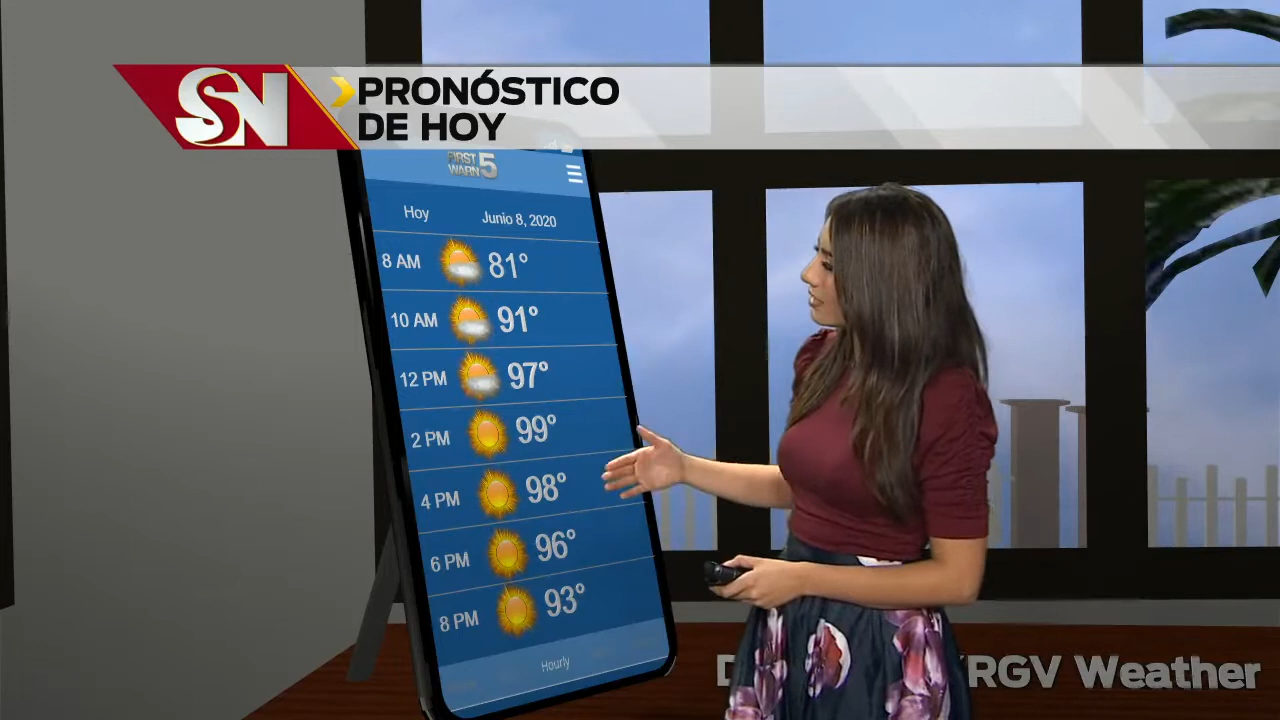 SN
PRONÓSTICO
DE HOY
FIRST
WARN 5
Hoy Junio 8, 2020
8 AM 81°
10 AM 91°
12 PM 97°
2 PM 99°
4 PM 98°
6 PM 96°
8 PM 93°
Hourly
RGV Weather